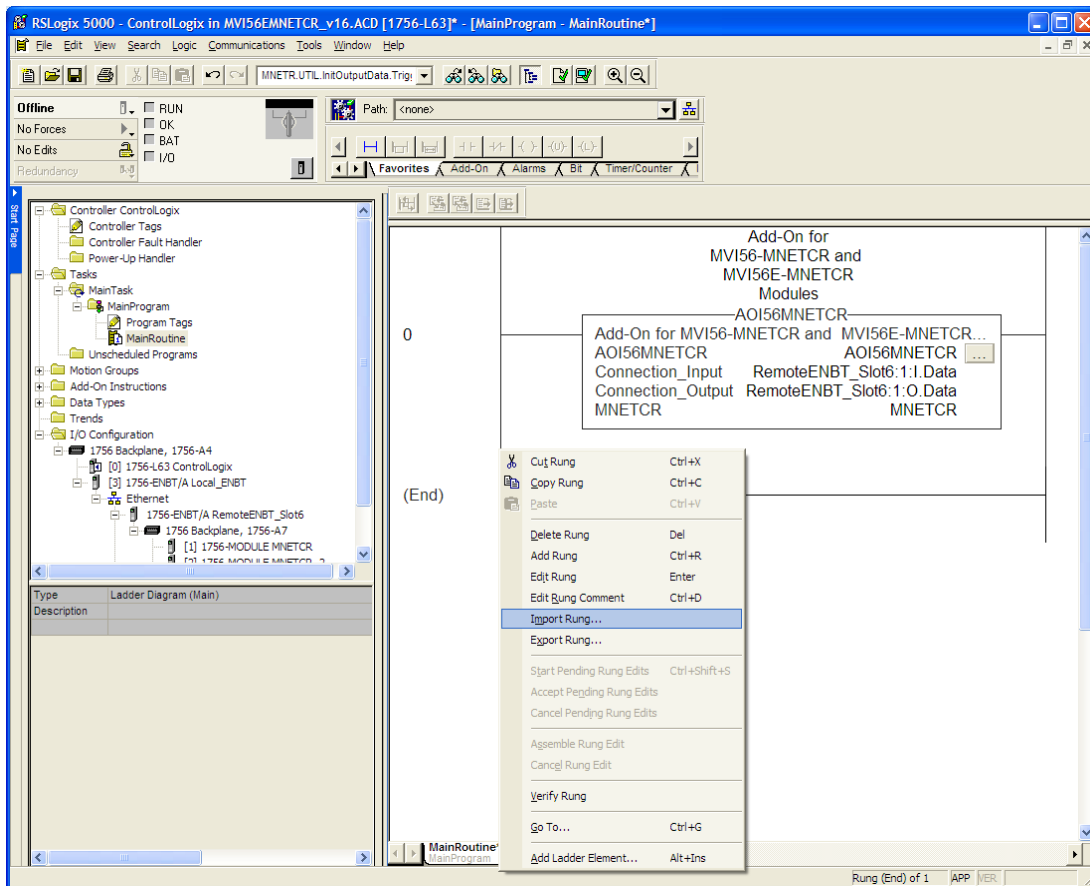 RSLogix 5000 - ControlLogix in MVI56EMNETCR_v16.ACD [1756-L63]* - [MainProgram - MainRoutine*]
File Edit View Search Logic Communications Tools Window Help
MNETR.UTIL.InitOutputData.Trig
Offline RUN
No Forces OK
No Edits BAT
Redundancy I/O
Path: <none>
Favorites Add-On Alarms Bit Timer/Counter
Start Page
Controller ControlLogix
Controller Tags
Controller Fault Handler
Power-Up Handler
Tasks
MainTask
MainProgram
Program Tags
MainRoutine
Unscheduled Programs
Motion Groups
Add-On Instructions
Data Types
Trends
I/O Configuration
1756 Backplane, 1756-A4
[0] 1756-L63 ControlLogix
[3] 1756-ENBT/A Local_ENBT
Ethernet
1756-ENBT/A RemoteENBT_Slot6
1756 Backplane, 1756-A7
[1] 1756-MODULE MNETCR
[2] 1756-MODULE MNETCR_2
Type Ladder Diagram (Main)
Description
Add-On for
MVI56-MNETCR and
MVI56E-MNETCR
Modules
AOI56MNETCR
0
Add-On for MVI56-MNETCR and MVI56E-MNETCR...
AOI56MNETCR AOI56MNETCR ...
Connection_Input RemoteENBT_Slot6:1:I.Data
Connection_Output RemoteENBT_Slot6:1:O.Data
MNETCR MNETCR
(End)
Cut Rung Ctrl+X
Copy Rung Ctrl+C
Paste Ctrl+V
Delete Rung Del
Add Rung Ctrl+R
Edit Rung Enter
Edit Rung Comment Ctrl+D
Import Rung...
Export Rung...
Start Pending Rung Edits Ctrl+Shift+S
Accept Pending Rung Edits
Cancel Pending Rung Edits
Assemble Rung Edit
Cancel Rung Edit
Verify Rung
Go To... Ctrl+G
Add Ladder Element... Alt+Ins
MainRoutine*
MainProgram
Rung (End) of 1 APP VER